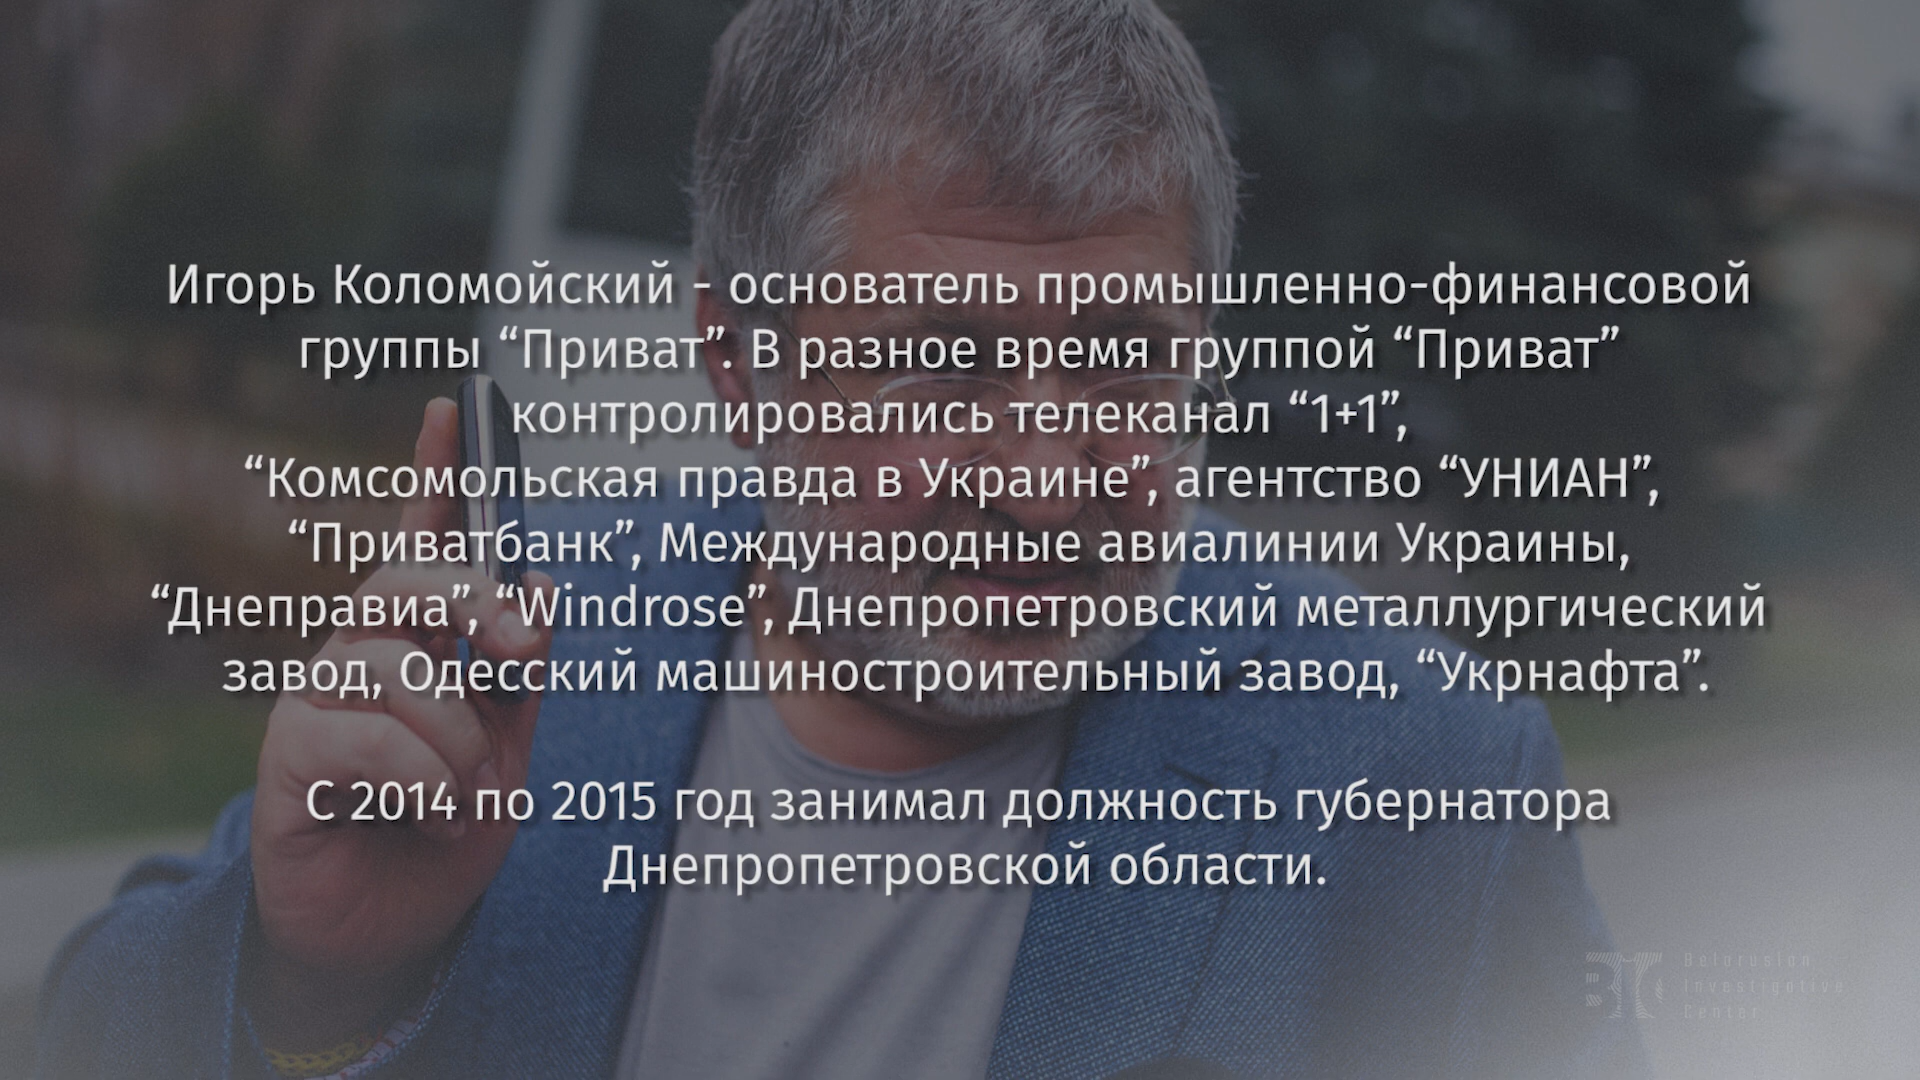 Игорь Коломойский - основатель промышленно-финансовой
группы “Приват”. В разное время группой “Приват”
контролировались телеканал “1+1”,
“Комсомольская правда в Украине”, агентство “УНИАН”,
“Приватбанк”, Международные авиалинии Украины,
“Днеправиа”, “Windrose”, Днепропетровский металлургический
завод, Одесский машиностроительный завод, “Укрнафта”.
С 2014 по 2015 год занимал должность губернатора
Днепропетровской области.
Belarusian
Investigative
Center